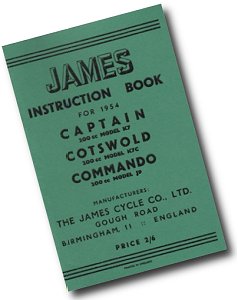 JAMES
INSTRUCTION BOOK
FOR 1954
CAPTAIN
200 cc MODEL K7
COTSWOLD
200 cc MODEL K7C
COMMANDO
200 cc MODEL J9
MANUFACTURERS:
THE JAMES CYCLE CO., LTD.
GOUGH ROAD
BIRMINGHAM, 11 :: ENGLAND
PRICE 2/6